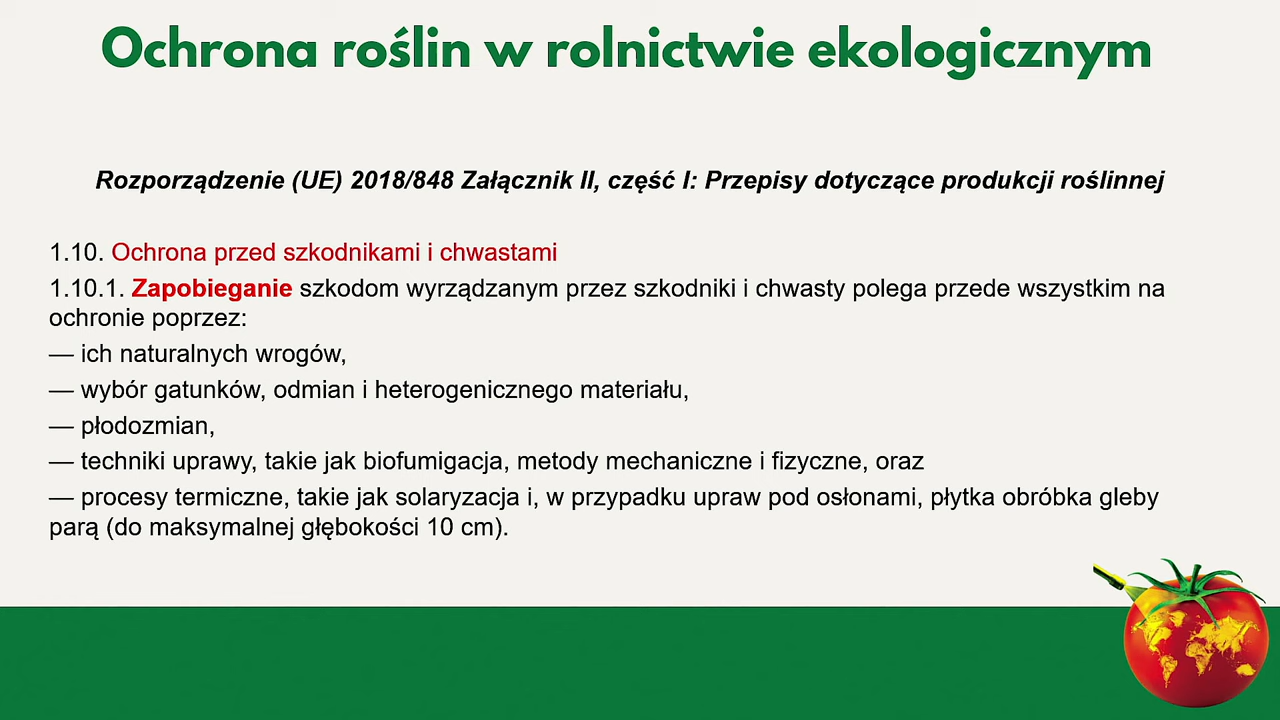 Ochrona roślin w rolnictwie ekologicznym
Rozporządzenie (UE) 2018/848 Załącznik II, część I: Przepisy dotyczące produkcji roślinnej
1.10. Ochrona przed szkodnikami i chwastami
1.10.1. Zapobieganie szkodom wyrządzanym przez szkodniki i chwasty polega przede wszystkim na
ochronie poprzez:
— ich naturalnych wrogów,
— wybór gatunków, odmian i heterogenicznego materiału,
— płodozmian,
— techniki uprawy, takie jak biofumigacja, metody mechaniczne i fizyczne, oraz
— procesy termiczne, takie jak solaryzacja i, w przypadku upraw pod osłonami, płytka obróbka gleby
parą (do maksymalnej głębokości 10 cm).